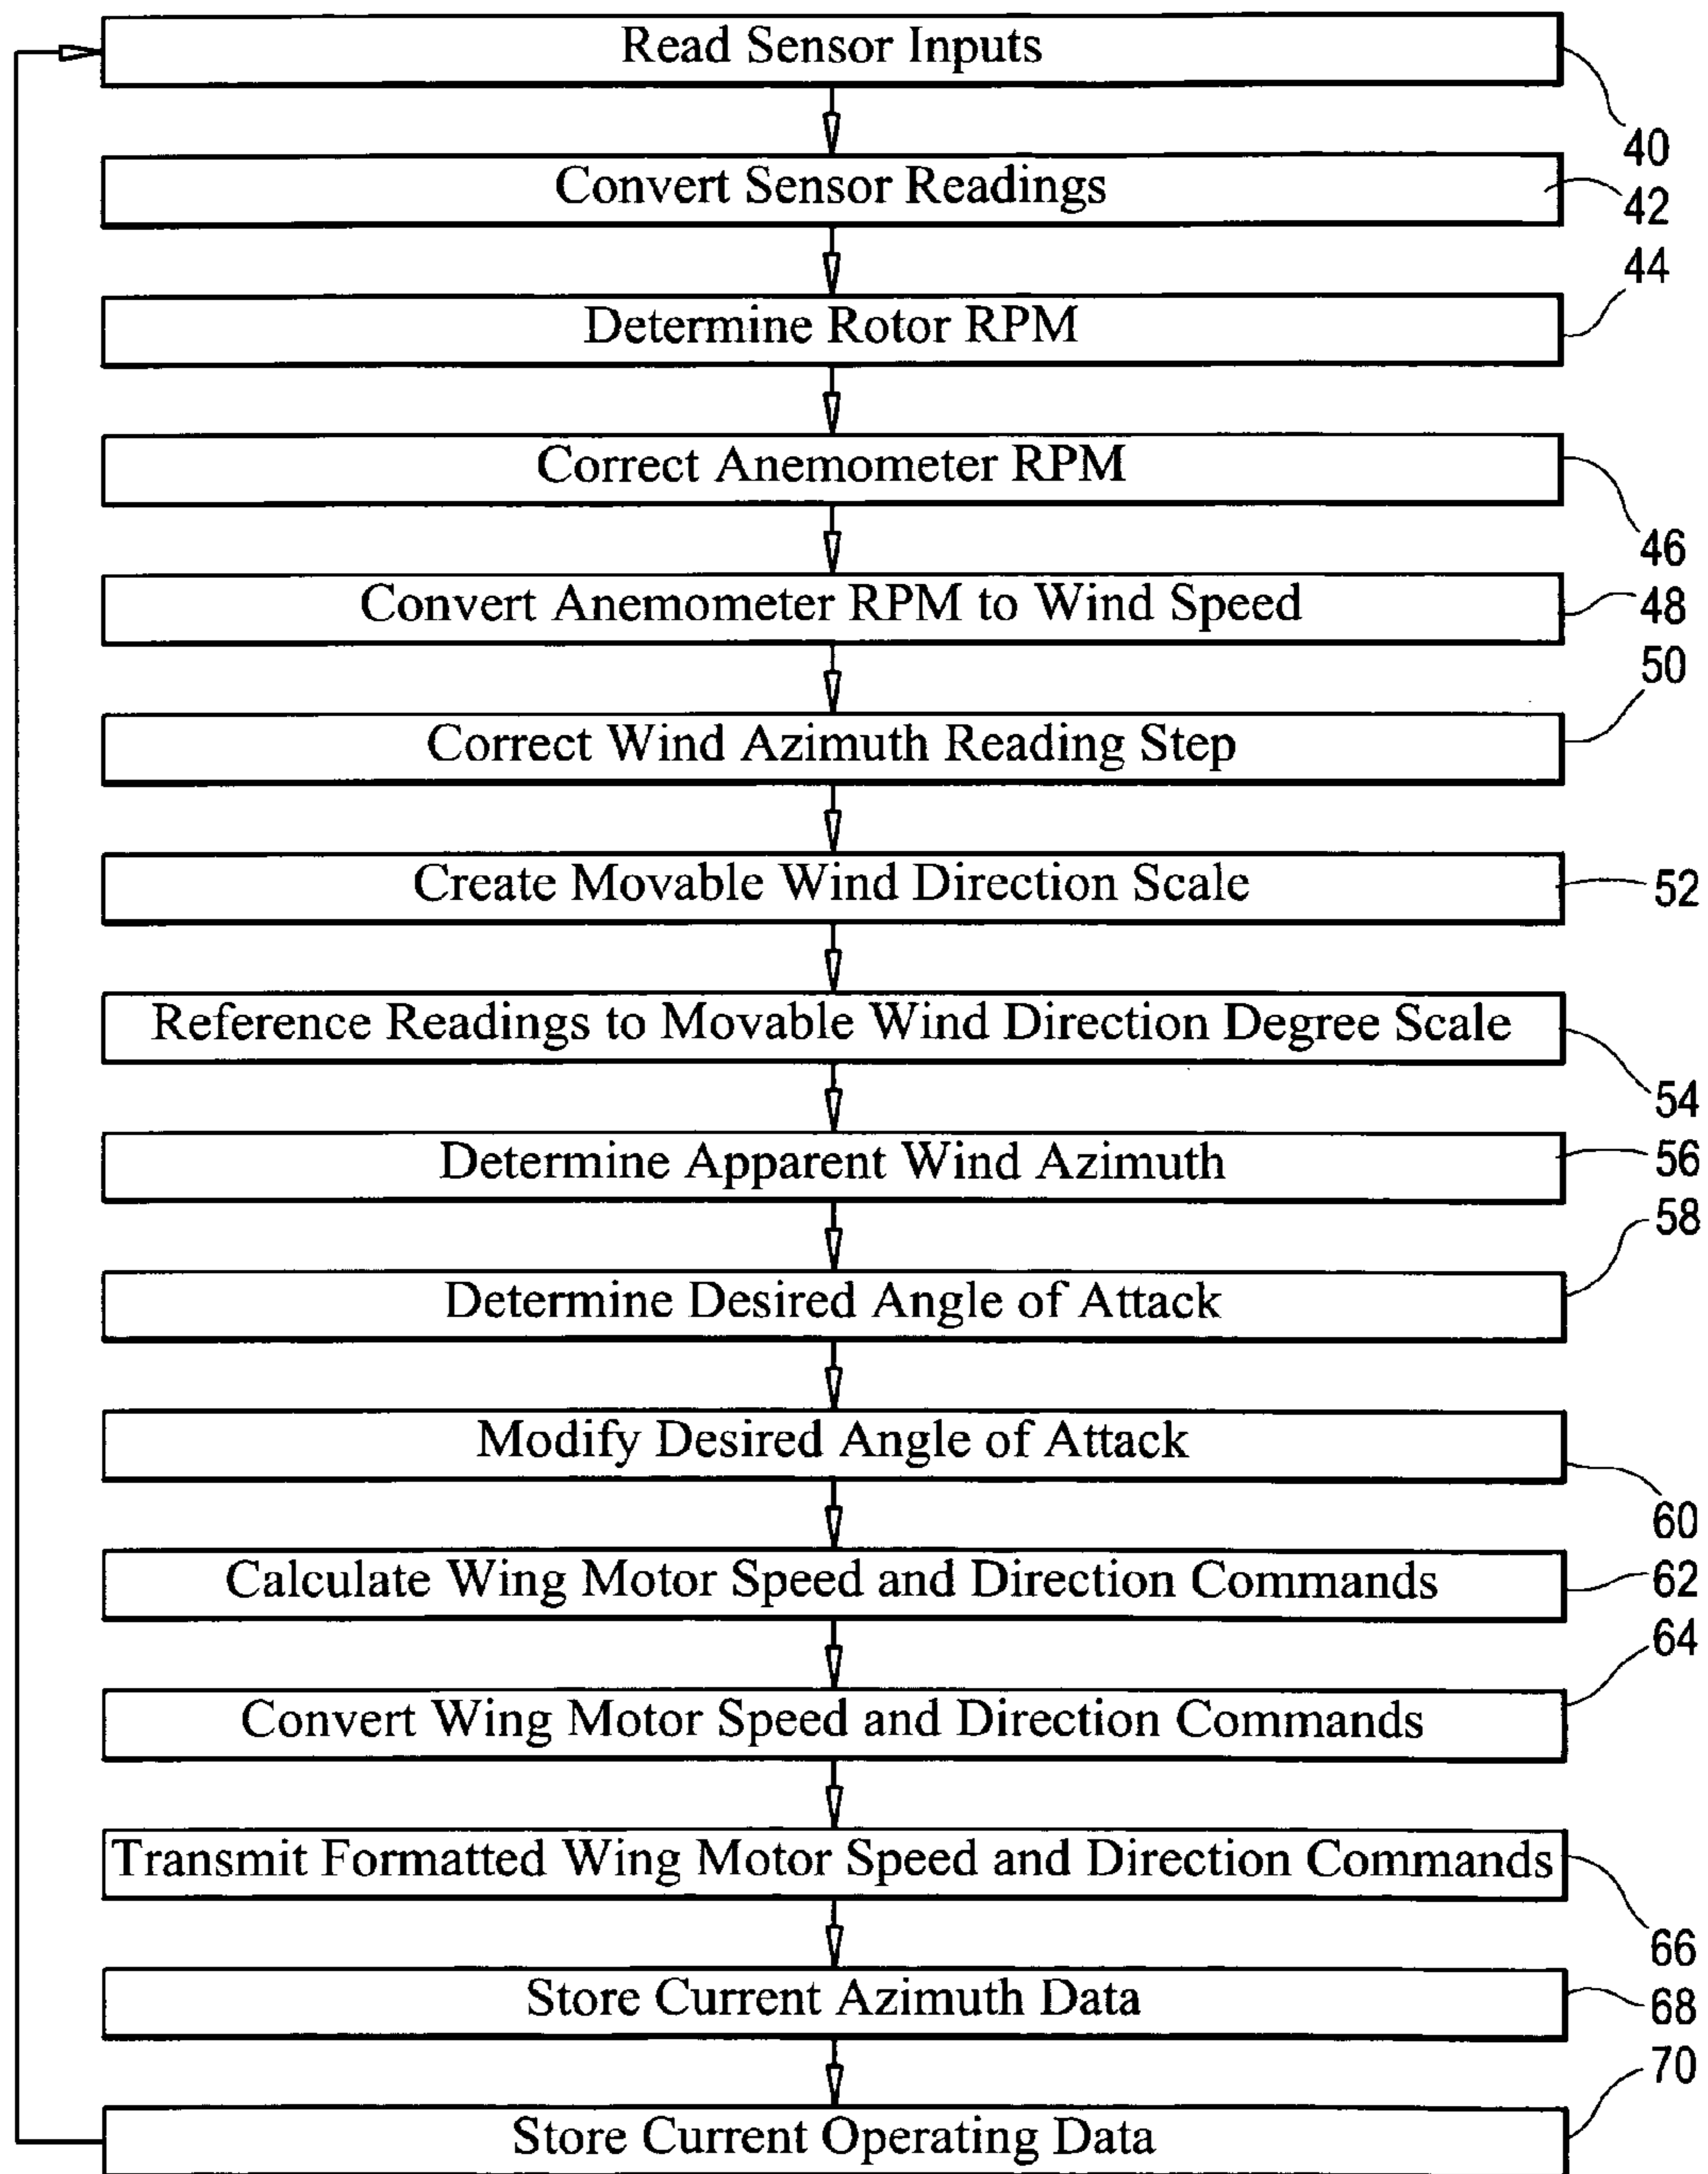 Read Sensor Inputs
40
Convert Sensor Readings
42
44
Determine Rotor RPM
Correct Anemometer RPM
46
Convert Anemometer RPM to Wind Speed
48
50
Correct Wind Azimuth Reading Step
Create Movable Wind Direction Scale
52
Reference Readings to Movable Wind Direction Degree Scale
54
Determine Apparent Wind Azimuth
56
58
Determine Desired Angle of Attack
Modify Desired Angle of Attack
60
Calculate Wing Motor Speed and Direction Commands
62
64
Convert Wing Motor Speed and Direction Commands
Transmit Formatted Wing Motor Speed and Direction Commands
66
Store Current Azimuth Data
68
70
Store Current Operating Data